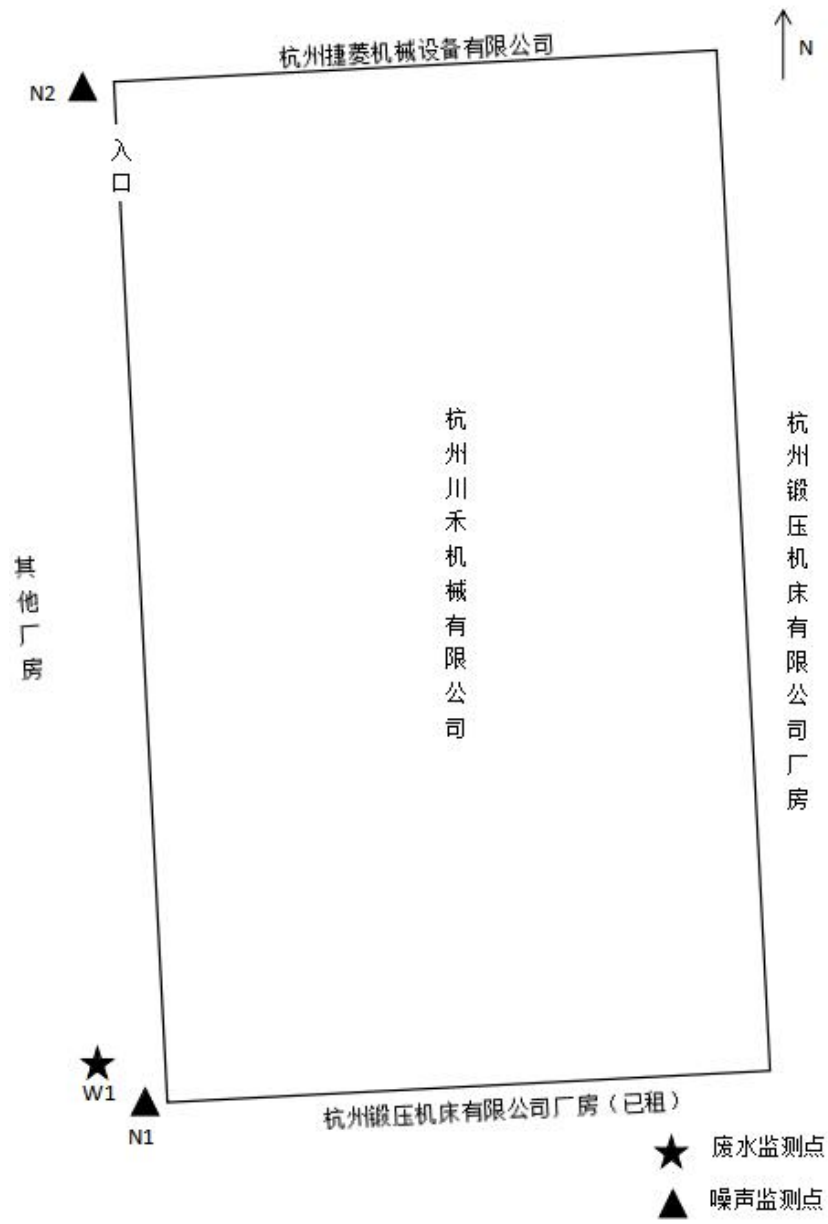 杭州捷菱机械设备有限公司
N
N2
入口
杭州川禾机械有限公司
杭州锻压机床有限公司厂房
其他厂房
W1
N1
杭州锻压机床有限公司厂房（已租）
废水监测点
噪声监测点